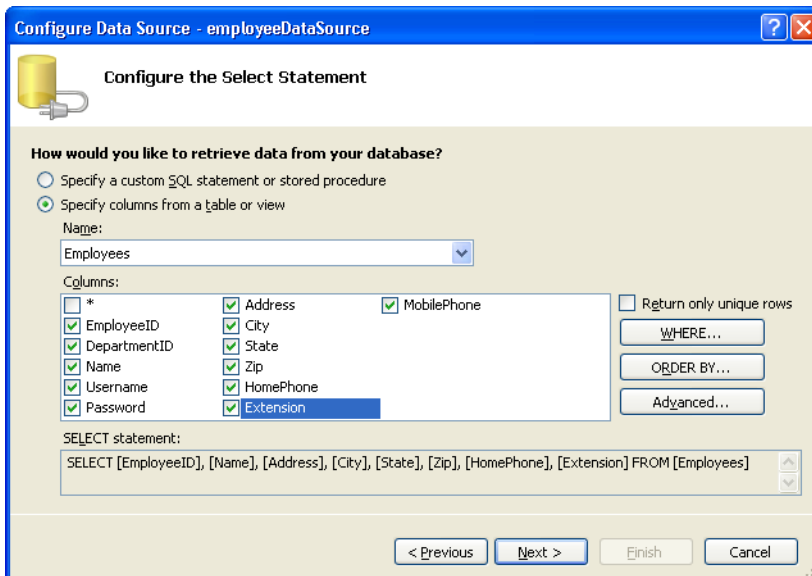 Configure Data Source - employeeDataSource
Configure the Select Statement
How would you like to retrieve data from your database?
Specify a custom SQL statement or stored procedure
Specify columns from a table or view
Name:
Employees
Columns:
* Address MobilePhone Return only unique rows
EmployeeID City
DepartmentID State WHERE...
Name Zip ORDER BY...
Username HomePhone
Password Extension Advanced...
SELECT statement:
SELECT [EmployeeID], [Name], [Address], [City], [State], [Zip], [HomePhone], [Extension] FROM [Employees]
< Previous Next > Finish Cancel